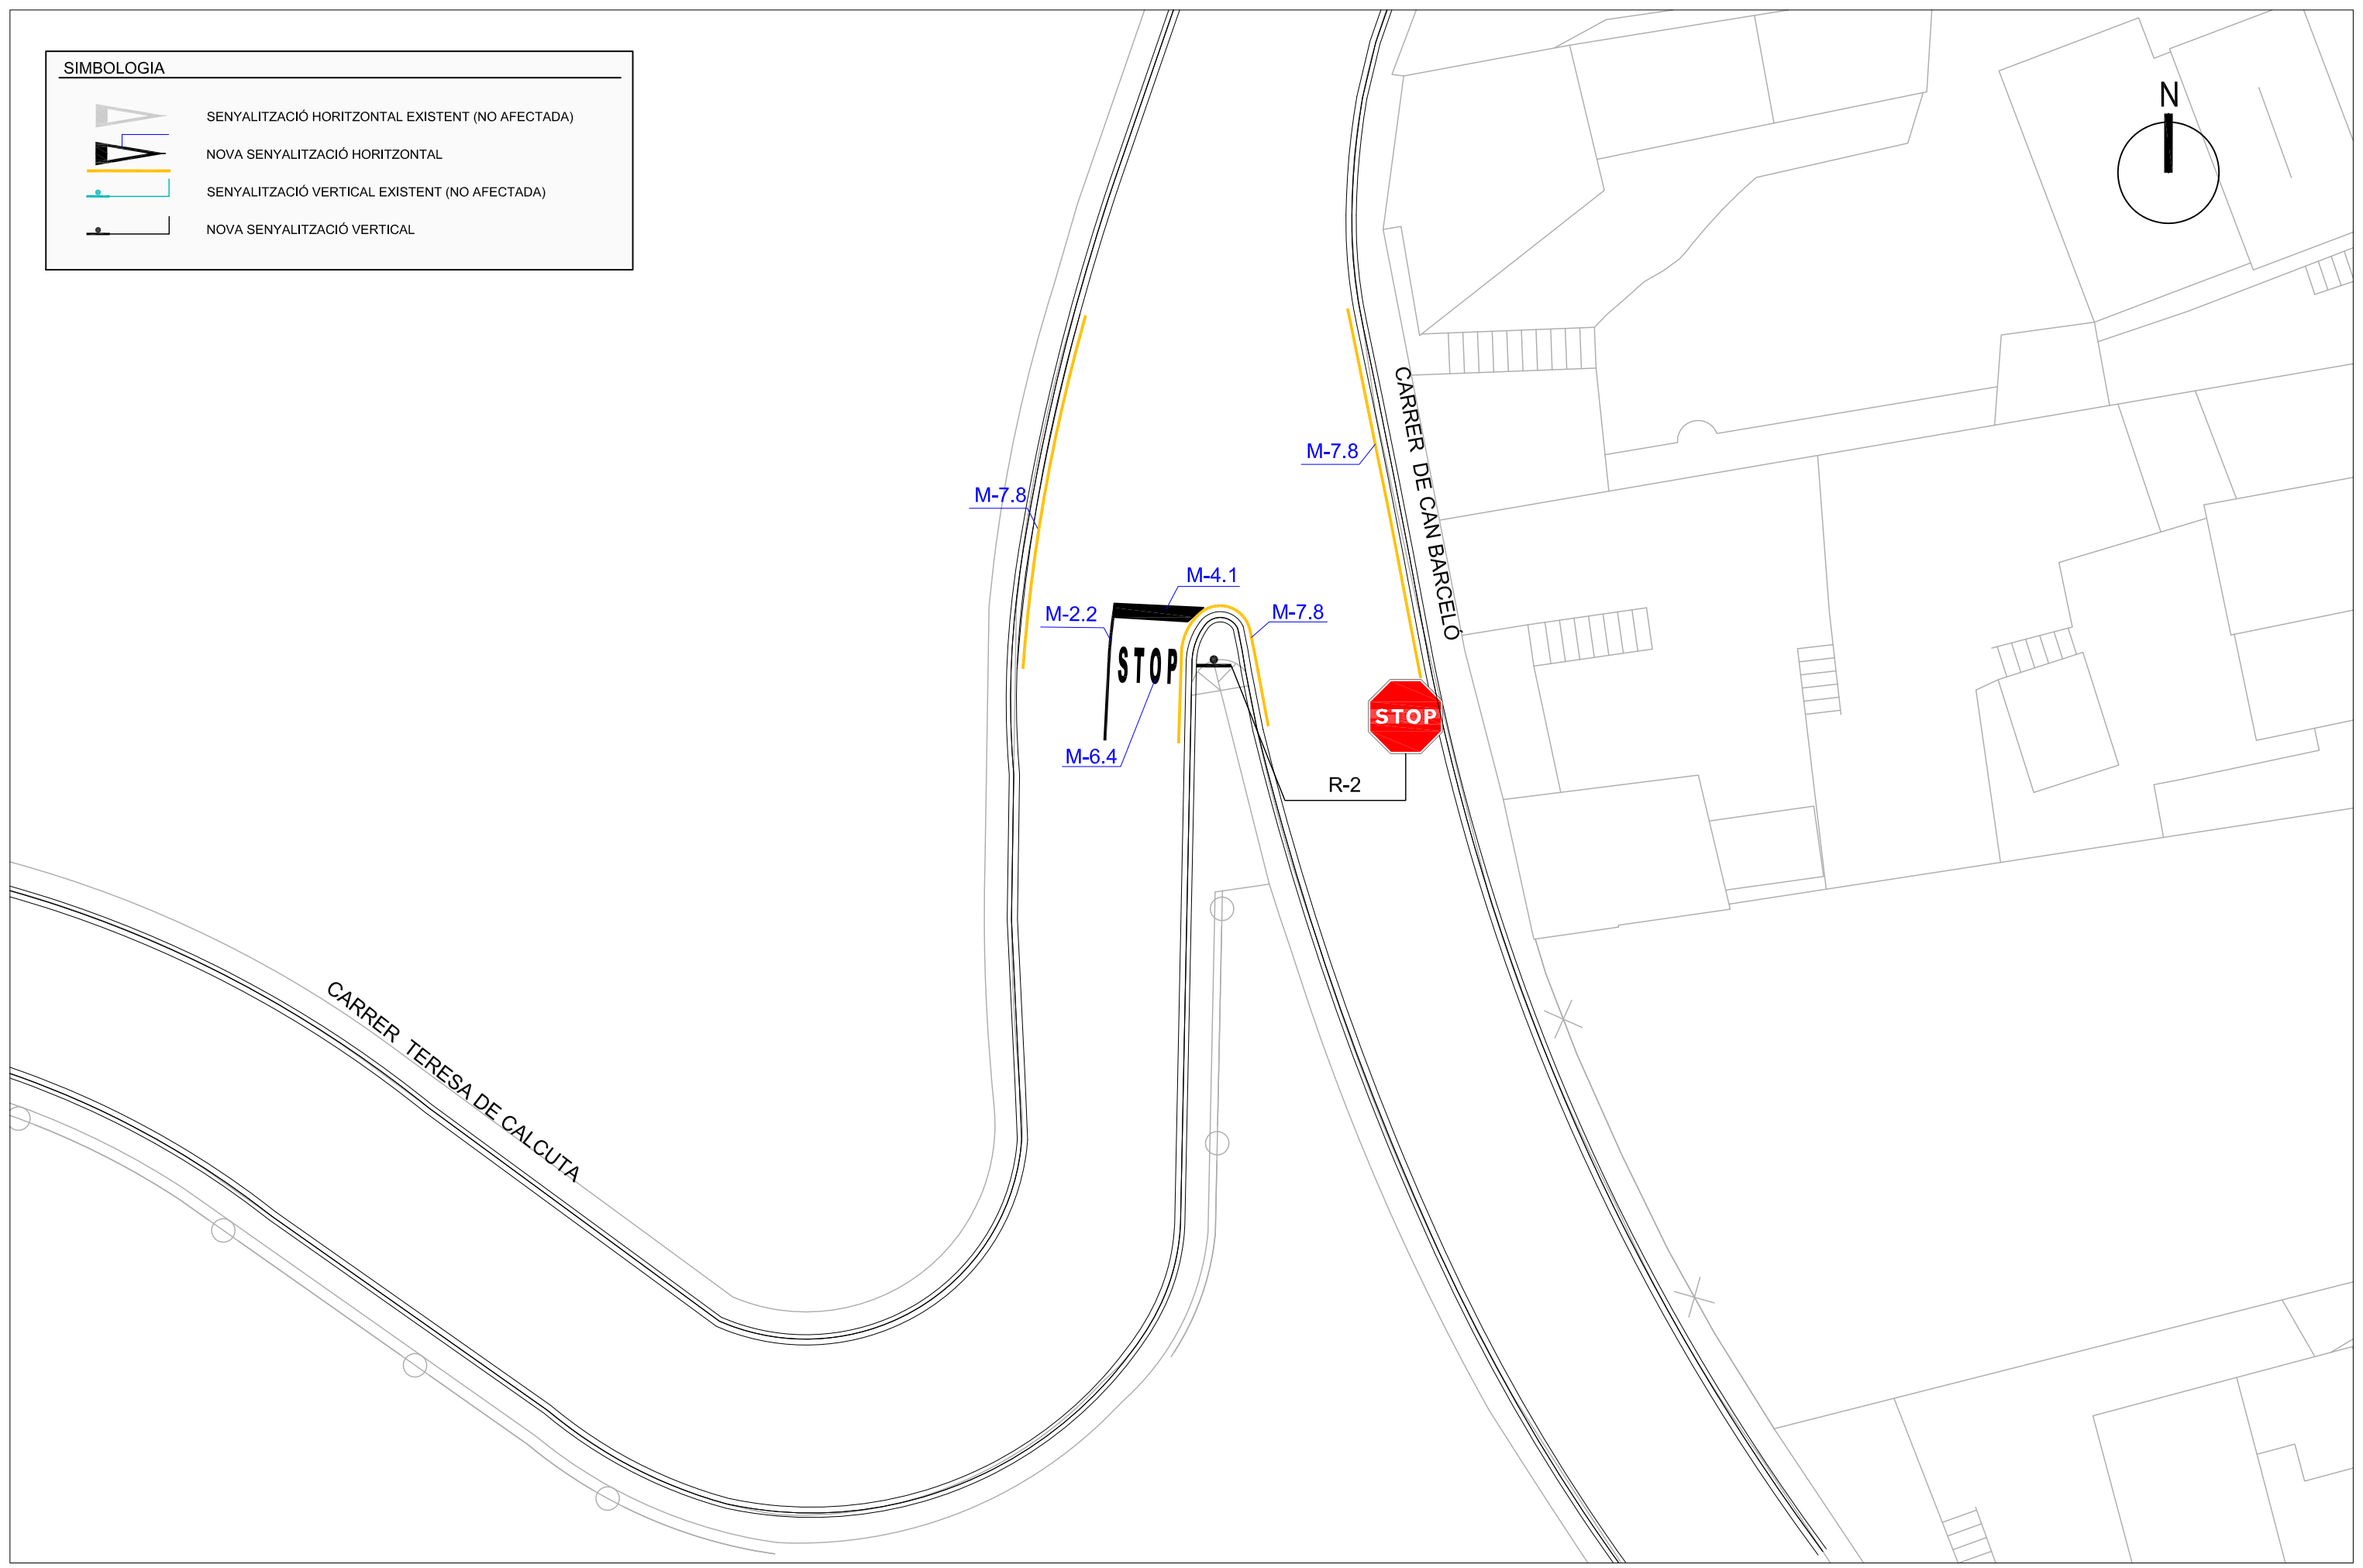 SIMBOLOGIA
SENYALITZACIÓ HORITZONTAL EXISTENT (NO AFECTADA)
NOVA SENYALITZACIÓ HORITZONTAL
SENYALITZACIÓ VERTICAL EXISTENT (NO AFECTADA)
NOVA SENYALITZACIÓ VERTICAL
N
CARRER DE CAN BARCELÓ
M-7.8
M-7.8
M-4.1
M-2.2
M-7.8
STOP
STOP
M-6.4
R-2
CARRER TERESA DE CALCUTA